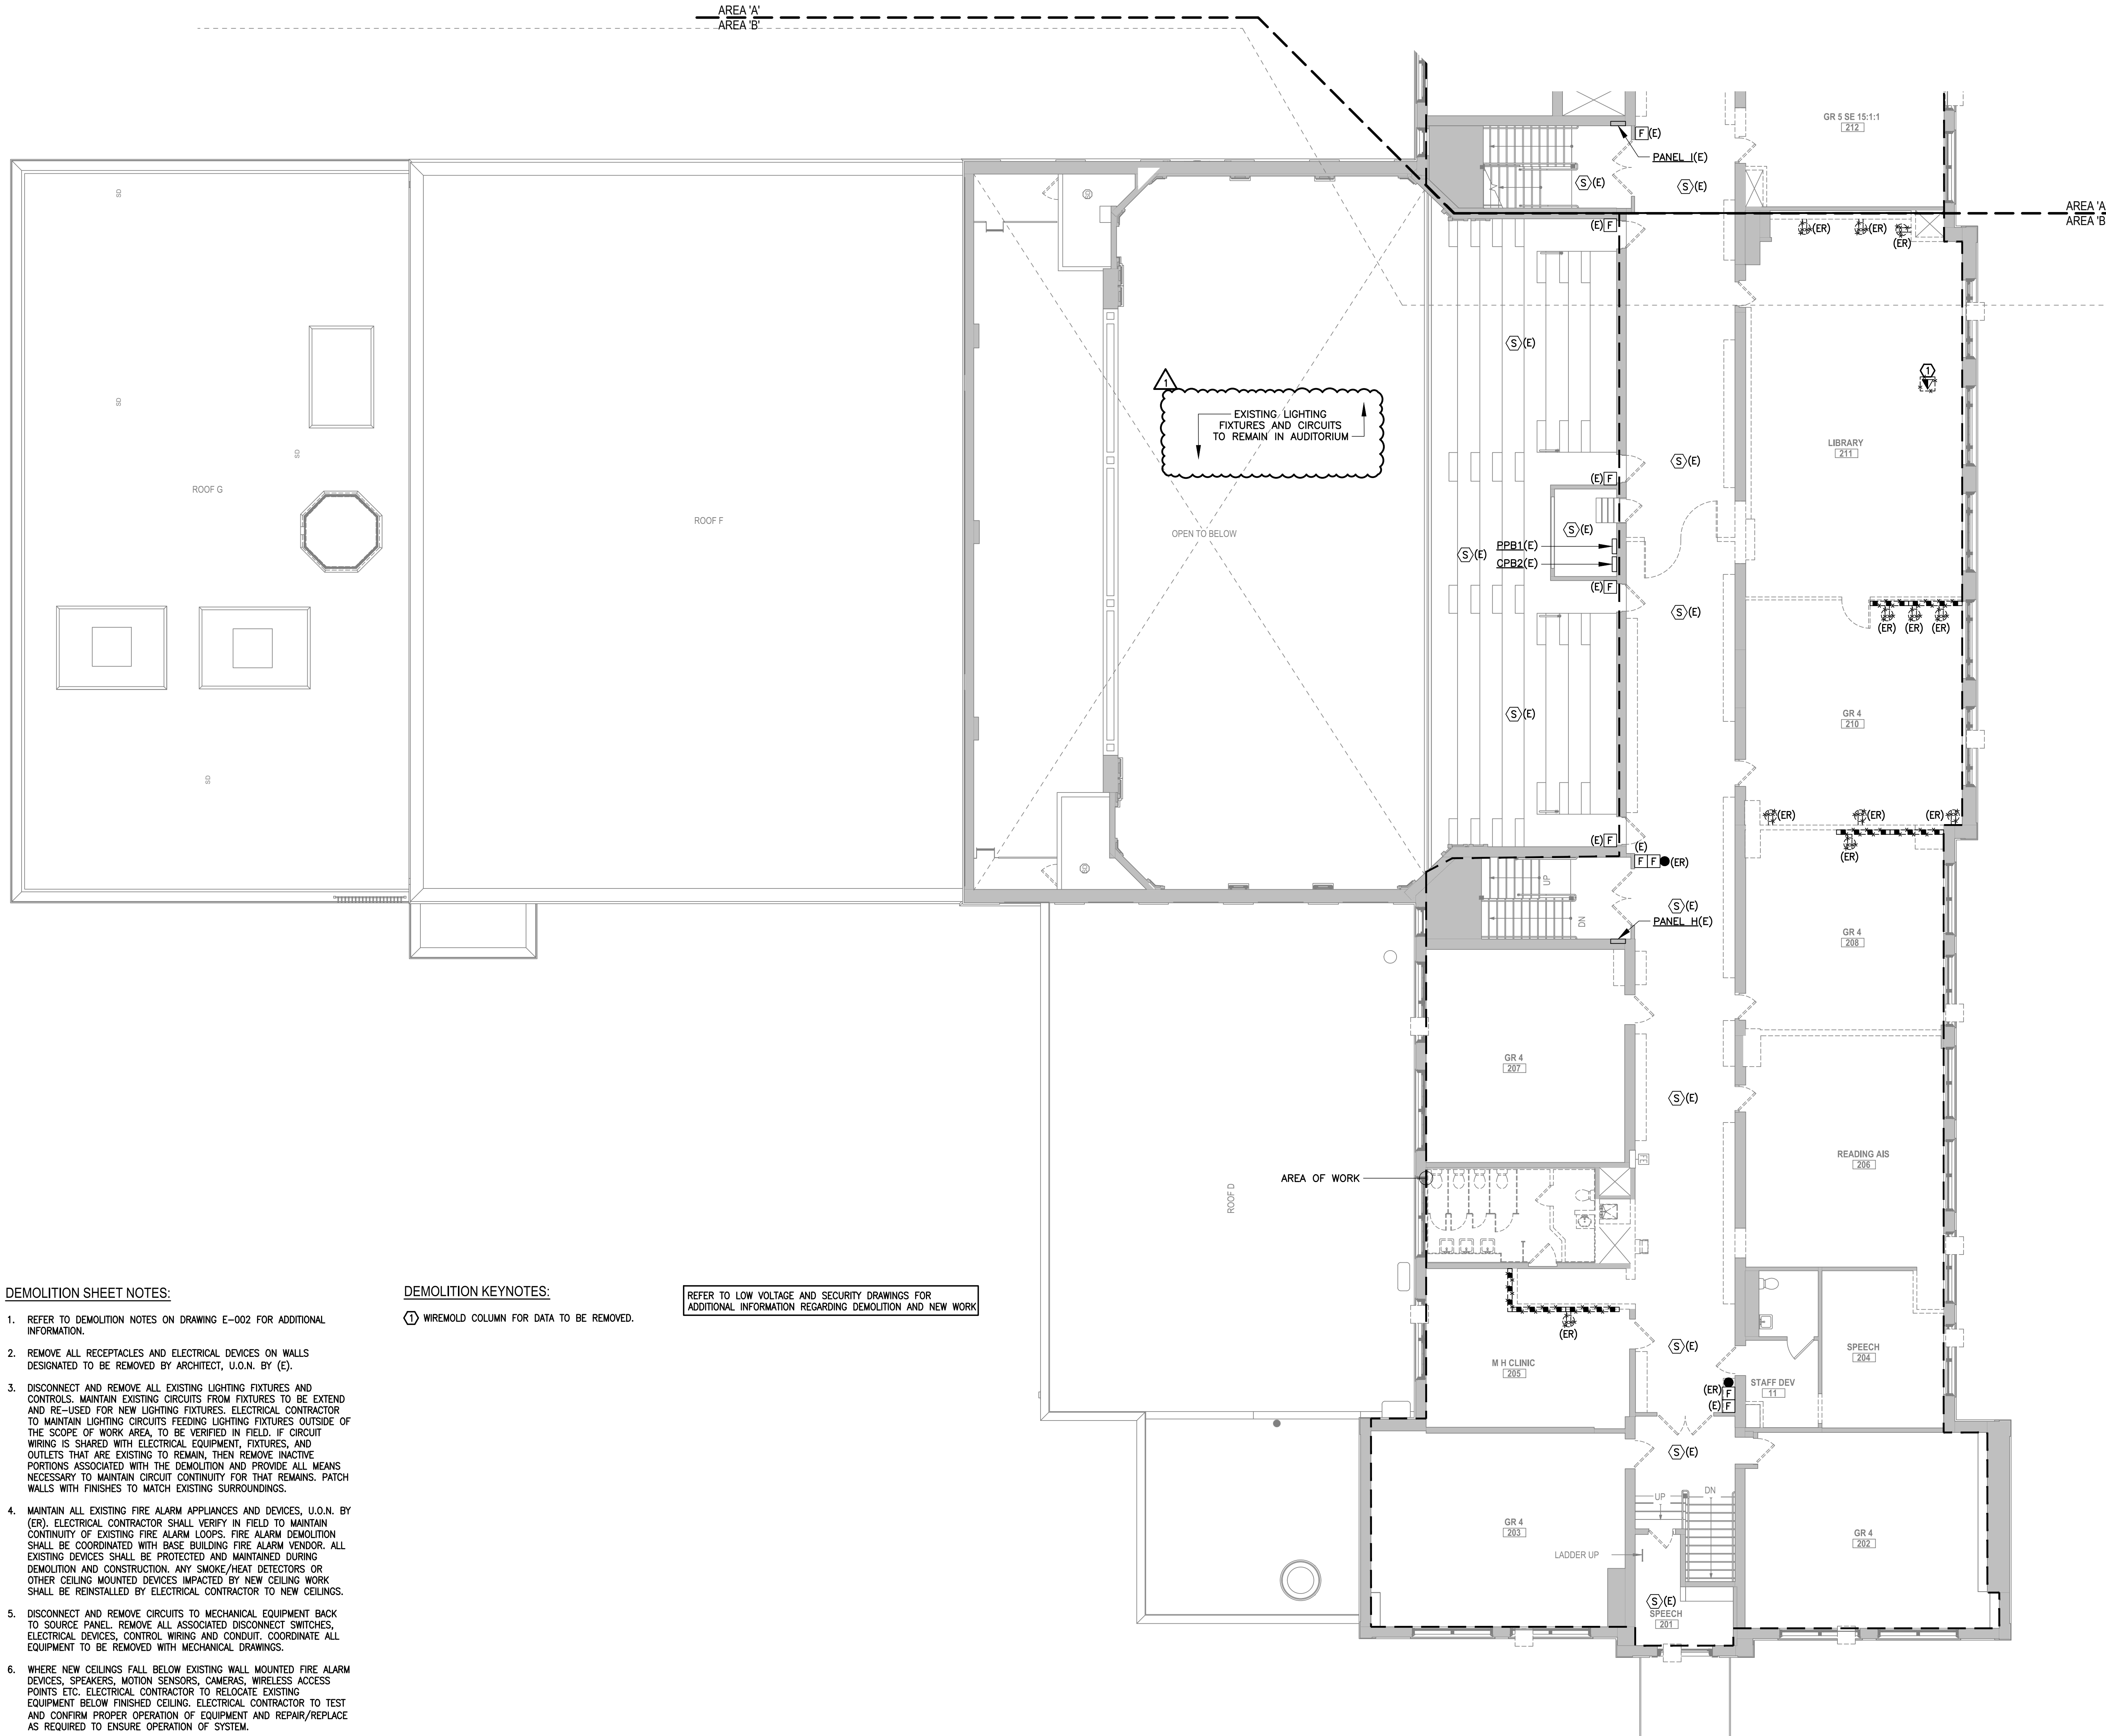 AREA 'A'
AREA 'B'
GR 5 SE 15:1:1
212
F (E)
PANEL I(E)
S (E)
S (E)
AREA 'A
AREA 'B
SD
SD
(E) F
(ER)
(ER)
(ER)
S (E)
1
1
EXISTING LIGHTING
FIXTURES AND CIRCUITS
TO REMAIN IN AUDITORIUM
SD
SD
LIBRARY
211
S (E)
(E) F
ROOF G
ROOF F
OPEN TO BELOW
S (E)
PPB1(E)
S (E)
CPB2(E)
(E) F
S (E)
(ER) (ER) (ER)
S (E)
GR 4
210
SD
(ER)
(ER)
(ER)
(E) F
(E)
F F (ER)
(ER)
SD
UP
DN
S (E)
PANEL H(E)
GR 4
208
GR 4
207
S (E)
READING AIS
206
FE
AREA OF WORK
ROOF D
(ER)
S (E)
M H CLINIC
205
SPEECH
204
STAFF DEV
11
(ER) F
(E) F
S (E)
UP
DN
GR 4
203
GR 4
202
LADDER UP
S (E)
SPEECH
201
DEMOLITION SHEET NOTES:
1. REFER TO DEMOLITION NOTES ON DRAWING E-002 FOR ADDITIONAL
INFORMATION.
2. REMOVE ALL RECEPTACLES AND ELECTRICAL DEVICES ON WALLS
DESIGNATED TO BE REMOVED BY ARCHITECT, U.O.N. BY (E).
3. DISCONNECT AND REMOVE ALL EXISTING LIGHTING FIXTURES AND
CONTROLS. MAINTAIN EXISTING CIRCUITS FROM FIXTURES TO BE EXTEND
AND RE-USED FOR NEW LIGHTING FIXTURES. ELECTRICAL CONTRACTOR
TO MAINTAIN LIGHTING CIRCUITS FEEDING LIGHTING FIXTURES OUTSIDE OF
THE SCOPE OF WORK AREA, TO BE VERIFIED IN FIELD. IF CIRCUIT
WIRING IS SHARED WITH ELECTRICAL EQUIPMENT, FIXTURES, AND
OUTLETS THAT ARE EXISTING TO REMAIN, THEN REMOVE INACTIVE
PORTIONS ASSOCIATED WITH THE DEMOLITION AND PROVIDE ALL MEANS
NECESSARY TO MAINTAIN CIRCUIT CONTINUITY FOR THAT REMAINS. PATCH
WALLS WITH FINISHES TO MATCH EXISTING SURROUNDINGS.
4. MAINTAIN ALL EXISTING FIRE ALARM APPLIANCES AND DEVICES, U.O.N. BY
(ER). ELECTRICAL CONTRACTOR SHALL VERIFY IN FIELD TO MAINTAIN
CONTINUITY OF EXISTING FIRE ALARM LOOPS. FIRE ALARM DEMOLITION
SHALL BE COORDINATED WITH BASE BUILDING FIRE ALARM VENDOR. ALL
EXISTING DEVICES SHALL BE PROTECTED AND MAINTAINED DURING
DEMOLITION AND CONSTRUCTION. ANY SMOKE/HEAT DETECTORS OR
OTHER CEILING MOUNTED DEVICES IMPACTED BY NEW CEILING WORK
SHALL BE REINSTALLED BY ELECTRICAL CONTRACTOR TO NEW CEILINGS.
5. DISCONNECT AND REMOVE CIRCUITS TO MECHANICAL EQUIPMENT BACK
TO SOURCE PANEL. REMOVE ALL ASSOCIATED DISCONNECT SWITCHES,
ELECTRICAL DEVICES, CONTROL WIRING AND CONDUIT. COORDINATE ALL
EQUIPMENT TO BE REMOVED WITH MECHANICAL DRAWINGS.
6. WHERE NEW CEILINGS FALL BELOW EXISTING WALL MOUNTED FIRE ALARM
DEVICES, SPEAKERS, MOTION SENSORS, CAMERAS, WIRELESS ACCESS
POINTS ETC. ELECTRICAL CONTRACTOR TO RELOCATE EXISTING
EQUIPMENT BELOW FINISHED CEILING. ELECTRICAL CONTRACTOR TO TEST
AND CONFIRM PROPER OPERATION OF EQUIPMENT AND REPAIR/REPLACE
AS REQUIRED TO ENSURE OPERATION OF SYSTEM.
DEMOLITION KEYNOTES:
1 WIREMOLD COLUMN FOR DATA TO BE REMOVED.
REFER TO LOW VOLTAGE AND SECURITY DRAWINGS FOR
ADDITIONAL INFORMATION REGARDING DEMOLITION AND NEW WORK